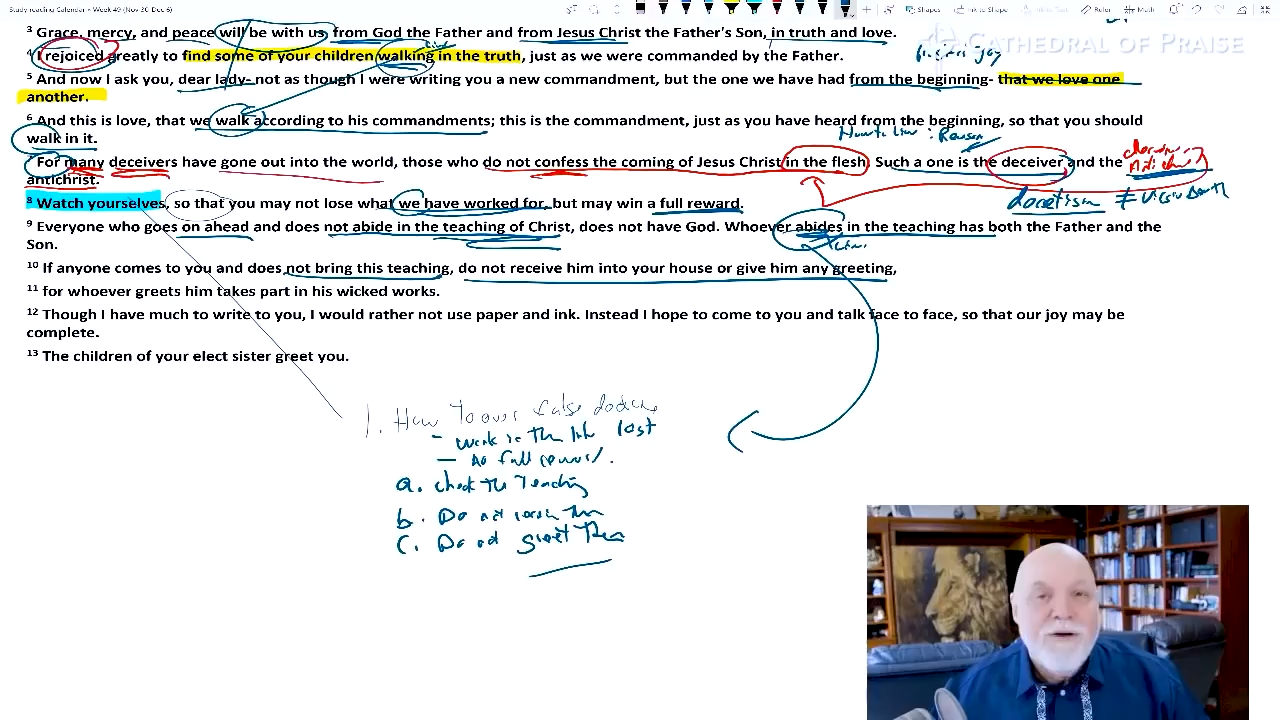 Study reading Calendar - Week 49 (Nov 30-Dec 6)
Shapes Ink to Shape Ruler Math
CATHEDRAL OF PRAISE
3 Grace, mercy, and peace will be with us, from God the Father and from Jesus Christ the Father's Son, in truth and love.
4 I rejoiced greatly to find some of your children walking in the truth, just as we were commanded by the Father.
5 And now I ask you, dear lady-not as though I were writing you a new commandment, but the one we have had from the beginning- that we love one
another.
6 And this is love, that we walk according to his commandments; this is the commandment, just as you have heard from the beginning, so that you should
walk in it.
How to Live : Reason
7 For many deceivers have gone out into the world, those who do not confess the coming of Jesus Christ in the flesh. Such a one is the deceiver and the
antichrist.
docetism ≠
8 Watch yourselves, so that you may not lose what we have worked for, but may win a full reward.
9 Everyone who goes on ahead and does not abide in the teaching of Christ, does not have God. Whoever abides in the teaching has both the Father and the
Son.
10 If anyone comes to you and does not bring this teaching, do not receive him into your house or give him any greeting,
11 for whoever greets him takes part in his wicked works.
12 Though I have much to write to you, I would rather not use paper and ink. Instead I hope to come to you and talk face to face, so that our joy may be
complete.
13 The children of your elect sister greet you.
1. How To over false doctrine
- lost
- No full reward.
a. Check the Teaching
b. Do not
c. Do not greet Them